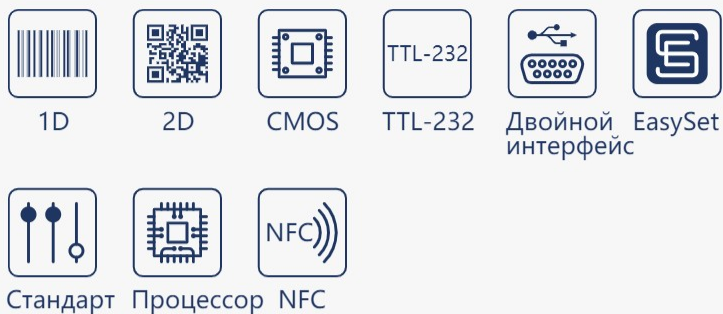 TTL-232
1D 2D CMOS TTL-232 Двойной интерфейс EasySet
NFC
Стандарт Процессор NFC